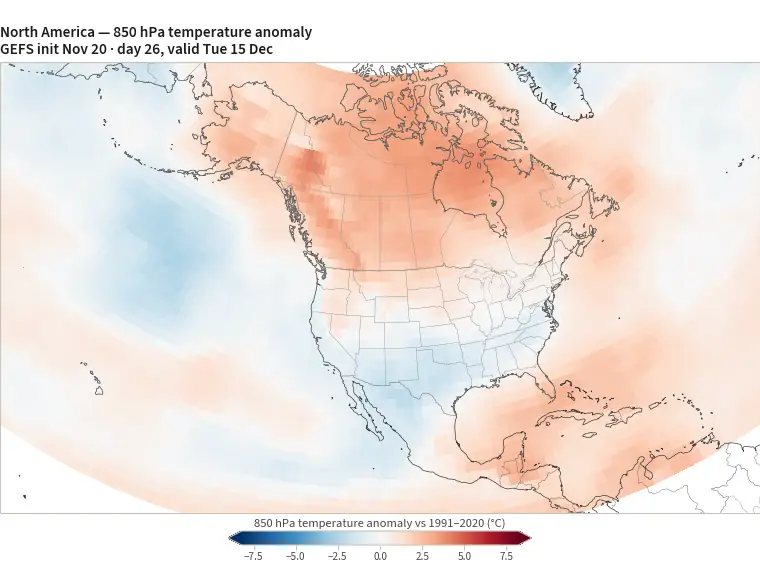 North America — 850 hPa temperature anomaly
GEFS init Nov 20 · day 26, valid Tue 15 Dec
850 hPa temperature anomaly vs 1991–2020 (°C)
−7.5 −5.0 −2.5 0.0 2.5 5.0 7.5